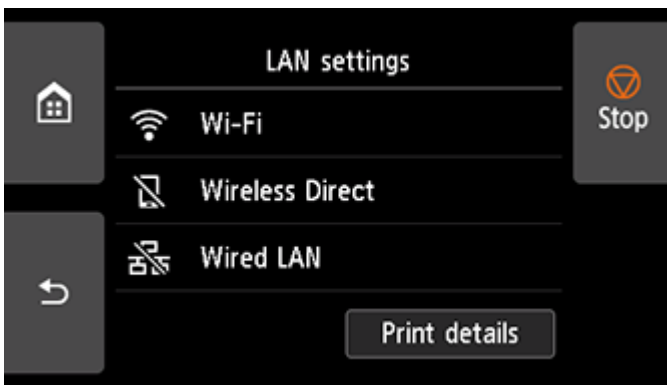 LAN settings
Wi-Fi
Stop
Wireless Direct
Wired LAN
Print details